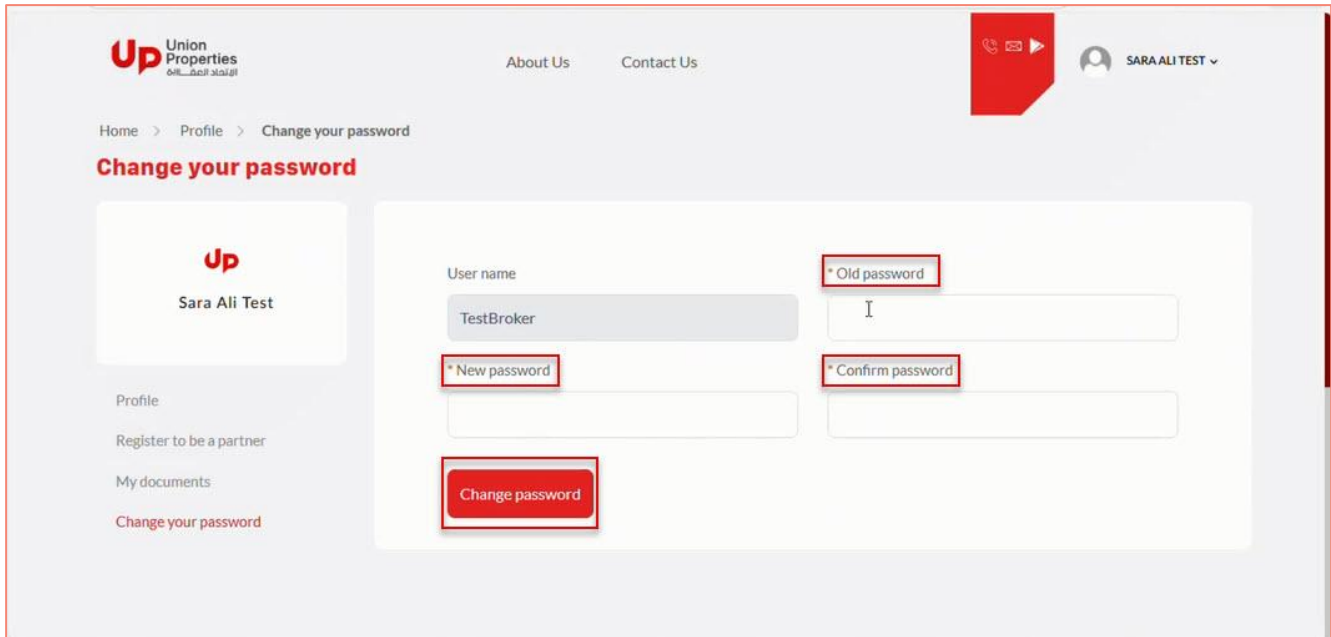 Union
Properties
About Us
Contact Us
SARA ALI TEST
Home > Profile > Change your password
Change your password
UP
Sara Ali Test
User name
* Old password
TestBroker
* New password
* Confirm password
Change password
Profile
Register to be a partner
My documents
Change your password